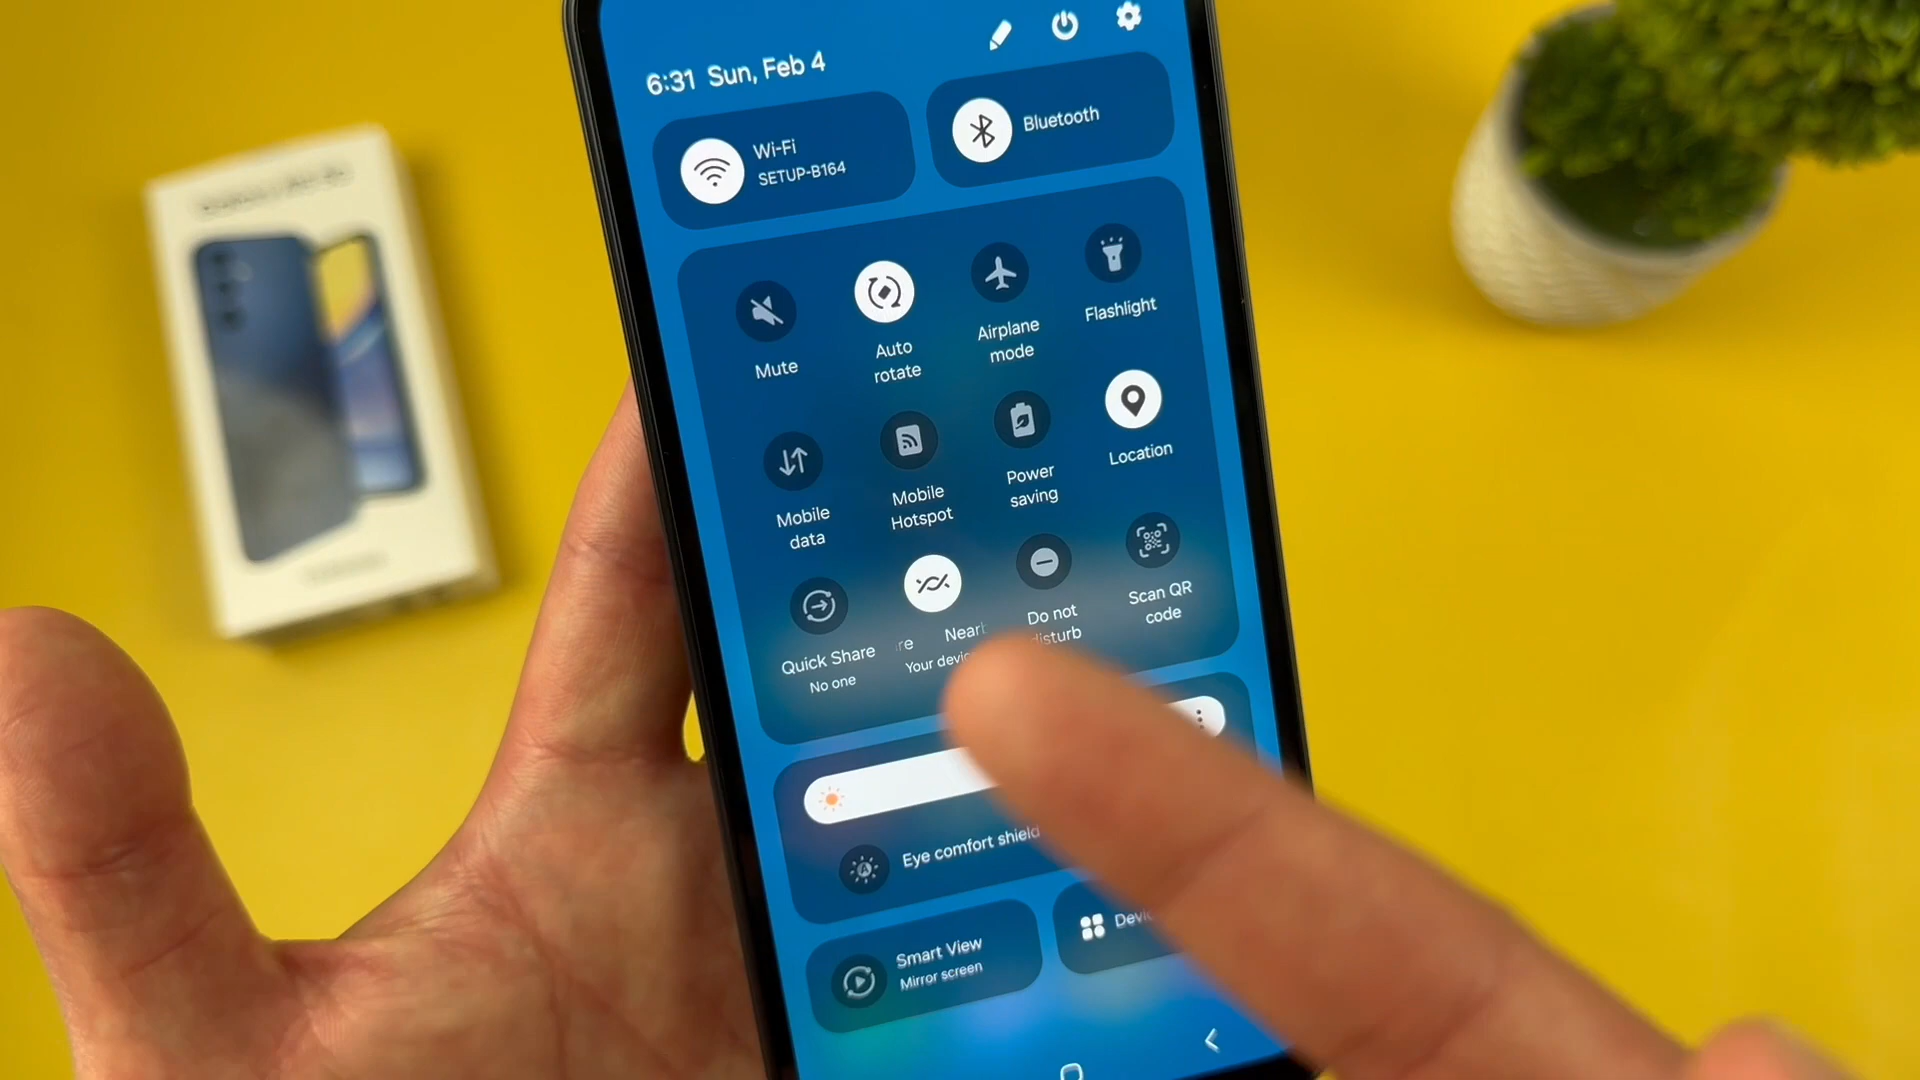 6:31 Sun, Feb 4
Wi-Fi
SETUP-B164
Bluetooth
Mute
Auto
rotate
Airplane
mode
Flashlight
Mobile
data
Mobile
Hotspot
Power
saving
Location
Quick Share
No one
re Nearb
Your devic
Do not
disturb
Scan QR
code
Eye comfort shield
Smart View
Mirror screen
Devic